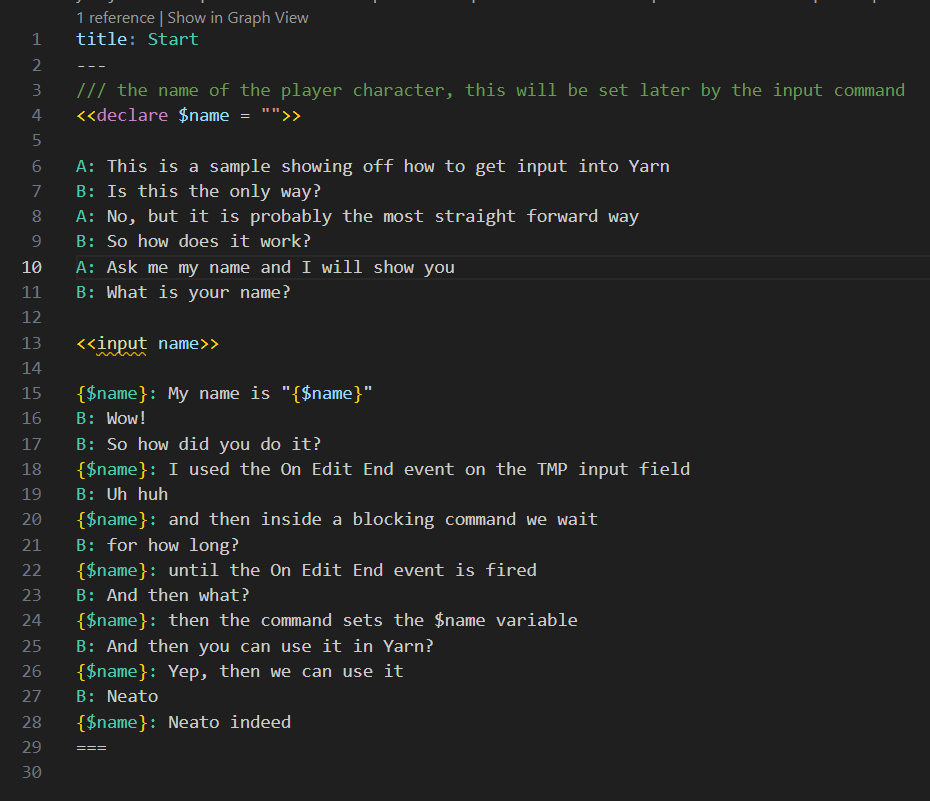 1 reference | Show in Graph View
1 title: Start
2 ---
3 /// the name of the player character, this will be set later by the input command
4 <<declare $name = "">>
5
6 A: This is a sample showing off how to get input into Yarn
7 B: Is this the only way?
8 A: No, but it is probably the most straight forward way
9 B: So how does it work?
10 A: Ask me my name and I will show you
11 B: What is your name?
12
13 <<input name>>
14
15 {$name}: My name is "{$name}"
16 B: Wow!
17 B: So how did you do it?
18 {$name}: I used the On Edit End event on the TMP input field
19 B: Uh huh
20 {$name}: and then inside a blocking command we wait
21 B: for how long?
22 {$name}: until the On Edit End event is fired
23 B: And then what?
24 {$name}: then the command sets the $name variable
25 B: And then you can use it in Yarn?
26 {$name}: Yep, then we can use it
27 B: Neato
28 {$name}: Neato indeed
29 ===
30